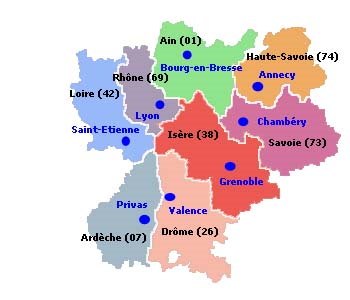 Ain (01)
Bourg-en-Bresse
Haute-Savoie (74)
Annecy
Rhône (69)
Loire (42)
Lyon
Chambéry
Saint-Etienne
Isère (38)
Savoie (73)
Grenoble
Privas
Valence
Ardèche (07)
Drôme (26)